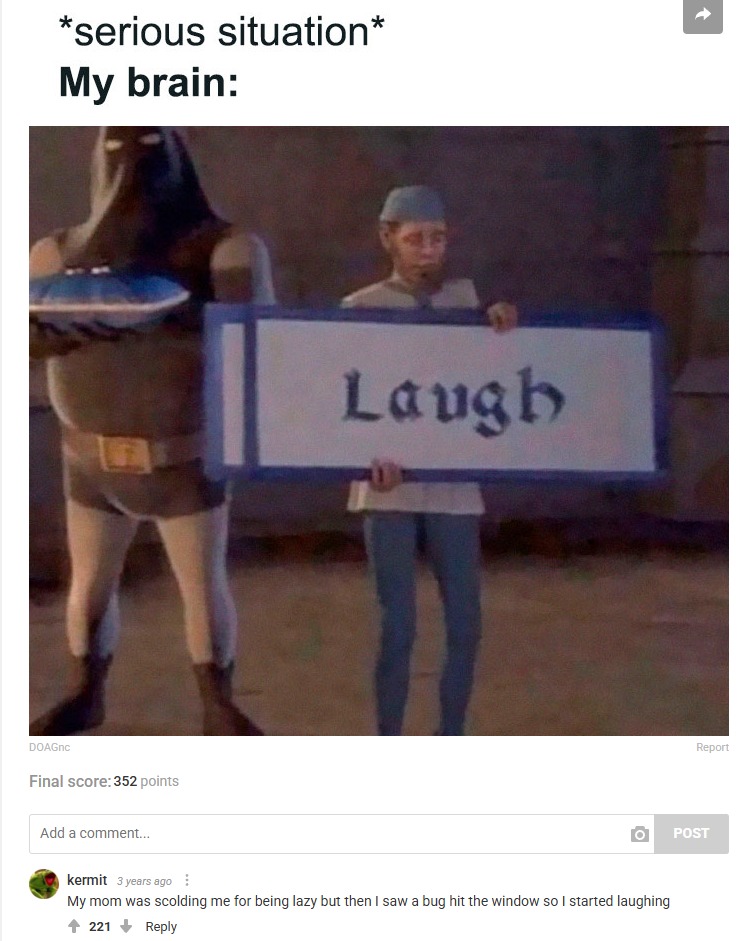 *serious situation*
My brain:
Laugh
DOAGnc Report
Final score: 352 points
Add a comment... POST
kermit 3 years ago
My mom was scolding me for being lazy but then I saw a bug hit the window so I started laughing
221 Reply